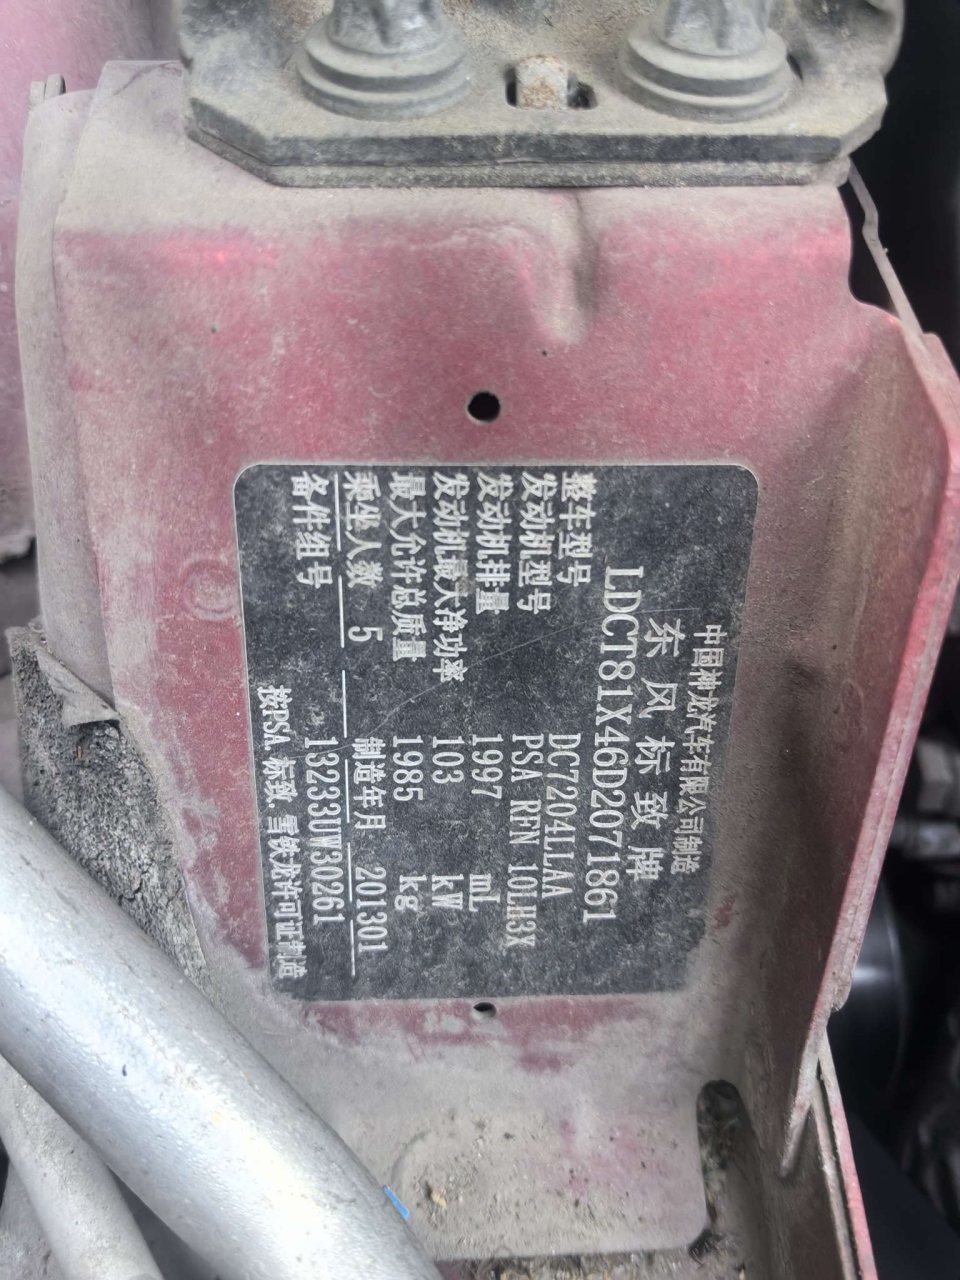 中国神龙汽车有限公司制造
东风标致牌
LDCT81X46D2071861
整车型号 DC7204LLAA
发动机型号 PSA RFN 10LH3X
发动机排量 1997 mL
发动机最大净功率 103 kW
最大允许总质量 1985 kg
乘坐人数 5 制造年月 201301
备件组号 13233UW30261
按PSA 标致 雪铁龙许可证制造